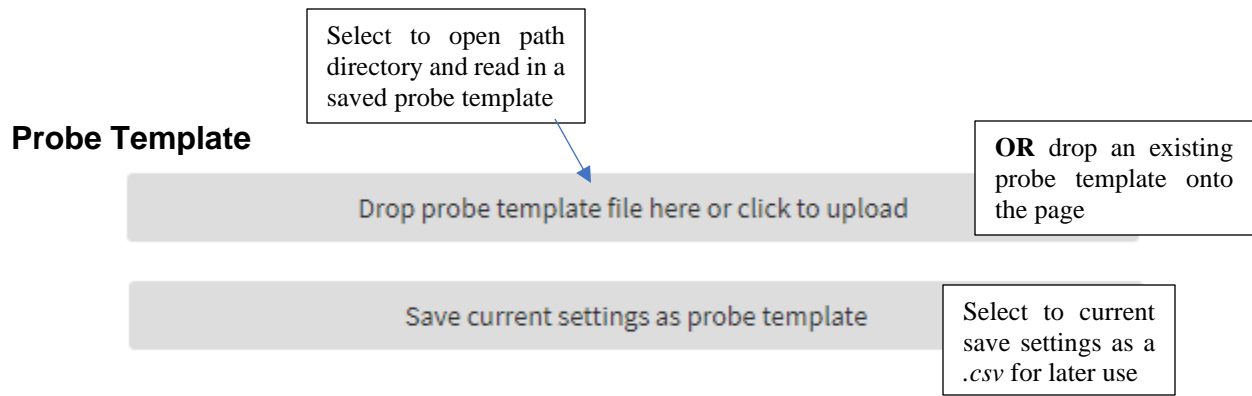 Select to open path
directory and read in a
saved probe template
Probe Template
OR drop an existing
probe template onto
the page
Drop probe template file here or click to upload
Save current settings as probe template
Select to current
save settings as a
.csv for later use